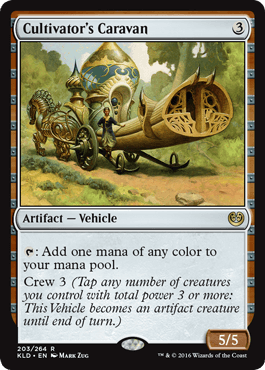 Cultivator's Caravan 3
Artifact — Vehicle
: Add one mana of any color to
your mana pool.
Crew 3 (Tap any number of creatures
you control with total power 3 or more:
This Vehicle becomes an artifact creature
until end of turn.)
5/5
203/264 R
KLD • EN Mark Zug
™ & © 2016 Wizards of the Coast